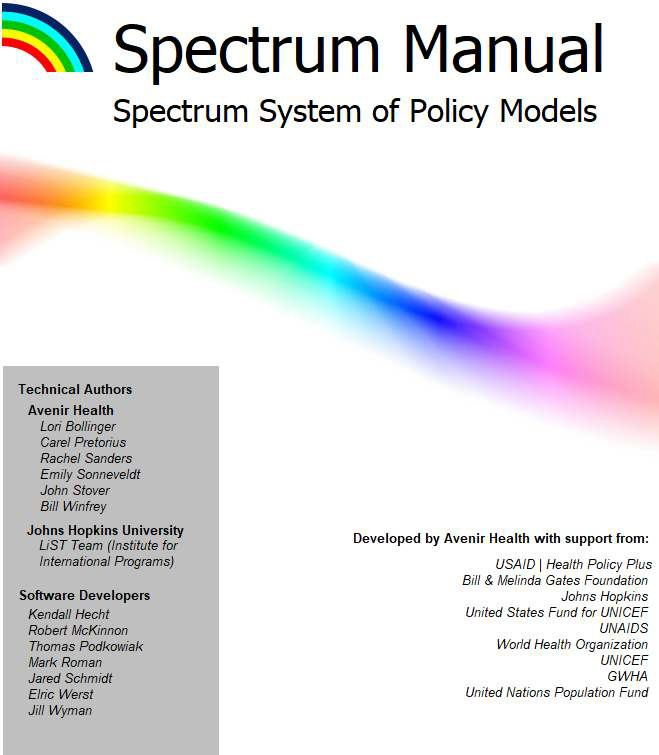 Spectrum Manual
Spectrum System of Policy Models
Technical Authors
Avenir Health
Lori Bollinger
Carel Pretorius
Rachel Sanders
Emily Sonneveldt
John Stover
Bill Winfrey
Johns Hopkins University
LiST Team (Institute for
International Programs)
Software Developers
Kendall Hecht
Robert McKinnon
Thomas Podkowiak
Mark Roman
Jared Schmidt
Elric Werst
Jill Wyman
Developed by Avenir Health with support from:
USAID | Health Policy Plus
Bill & Melinda Gates Foundation
Johns Hopkins
United States Fund for UNICEF
UNAIDS
World Health Organization
UNICEF
GWHA
United Nations Population Fund